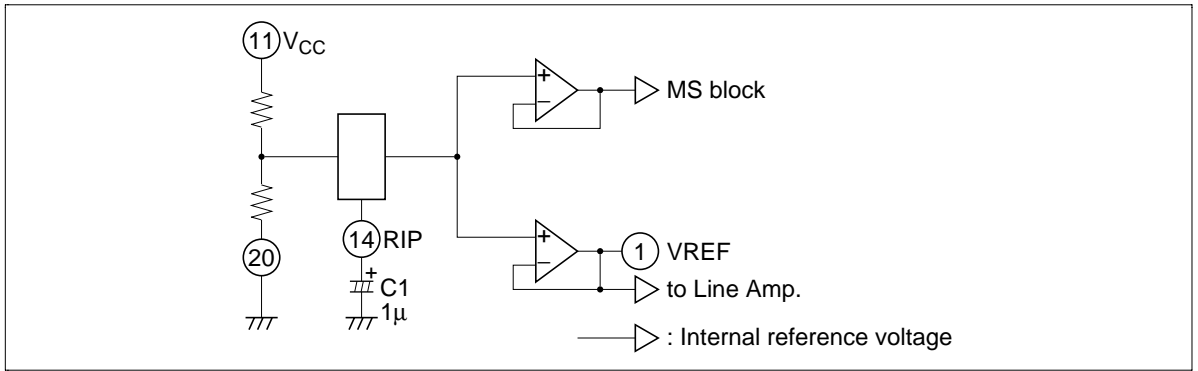 11 VCC
+
−
MS block
14 RIP
+
−
1 VREF
20
+
C1
1μ
to Line Amp.
: Internal reference voltage